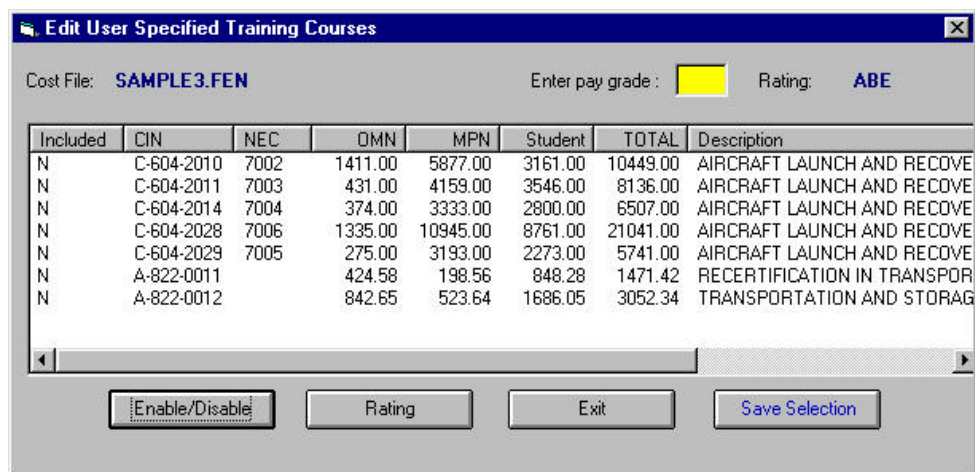 Edit User Specified Training Courses
Cost File: SAMPLE3.FEN Enter pay grade : Rating: ABE
Included CIN NEC OMN MPN Student TOTAL Description
N C-604-2010 7002 1411.00 5877.00 3161.00 10449.00 AIRCRAFT LAUNCH AND RECOVE
N C-604-2011 7003 431.00 4159.00 3546.00 8136.00 AIRCRAFT LAUNCH AND RECOVE
N C-604-2014 7004 374.00 3333.00 2800.00 6507.00 AIRCRAFT LAUNCH AND RECOVE
N C-604-2028 7006 1335.00 10945.00 8761.00 21041.00 AIRCRAFT LAUNCH AND RECOVE
N C-604-2029 7005 275.00 3193.00 2273.00 5741.00 AIRCRAFT LAUNCH AND RECOVE
N A-822-0011 424.58 198.56 848.28 1471.42 RECERTIFICATION IN TRANSPOR
N A-822-0012 842.65 523.64 1686.05 3052.34 TRANSPORTATION AND STORAG
Enable/Disable Rating Exit Save Selection